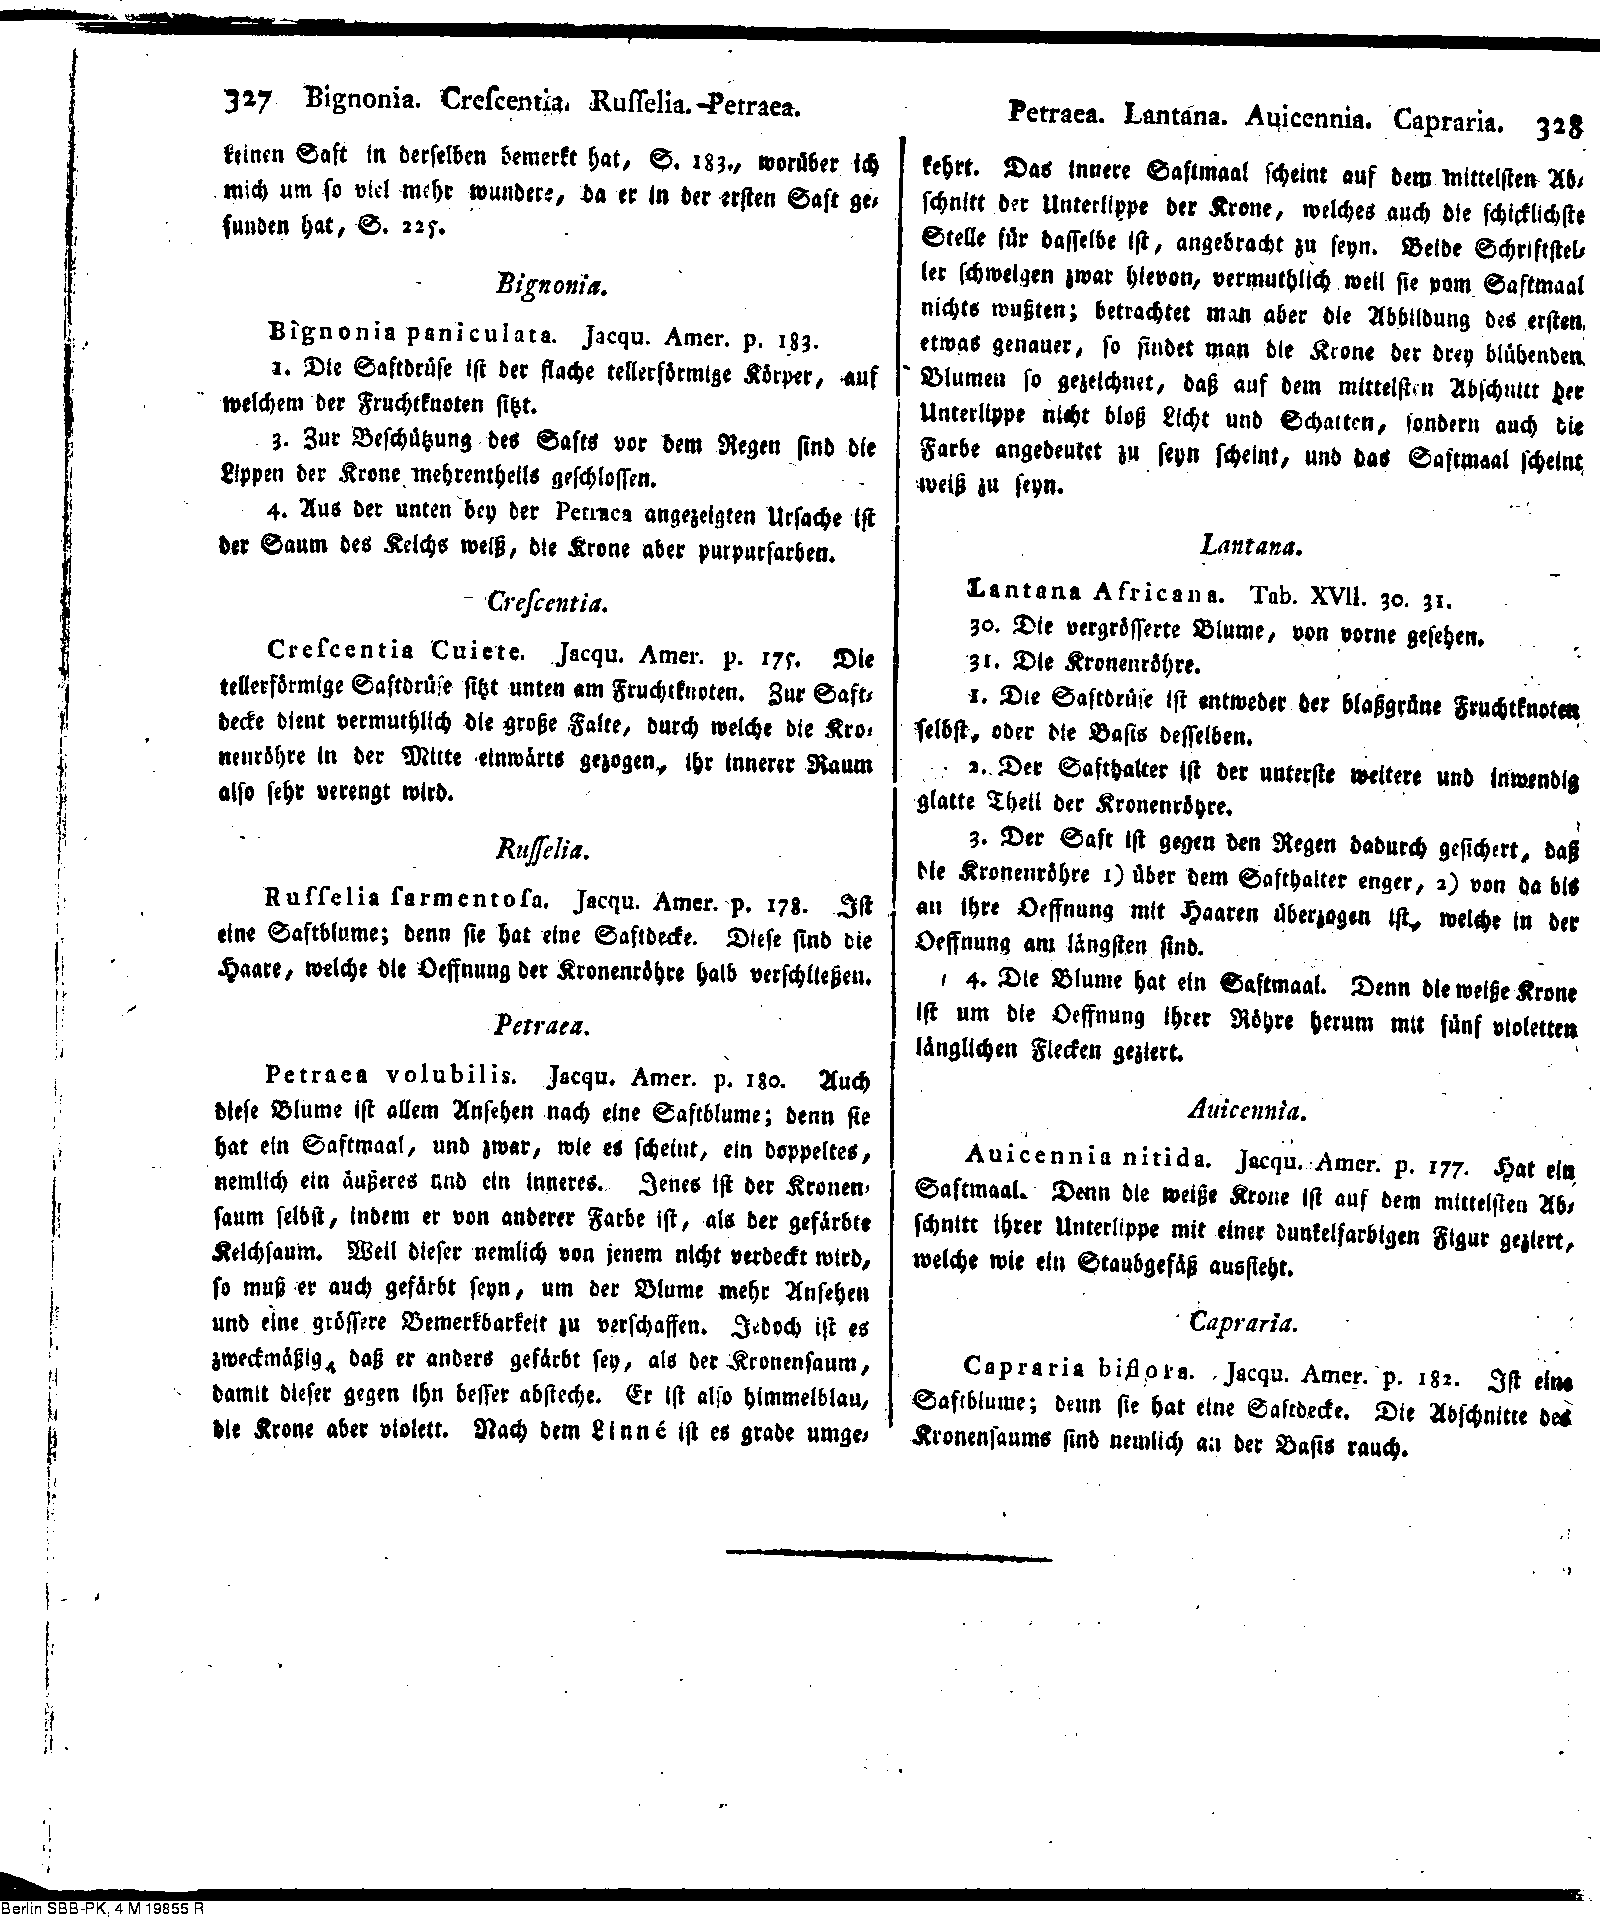 327 Bignonia. Creſcentia. Ruſſelia. Petraea.
keinen Saft in derſelben bemerkt hat, S. 183., worüber ich
mich um ſo viel mehr wundere, da er in der erſten Saft ge-
funden hat, S. 225.
Bignonia.
Bignonia paniculata. Jacqu. Amer. p. 183.
1. Die Saftdrüſe iſt der flache tellerförmige Körper, auf
welchem der Fruchtknoten ſitzt.
3. Zur Beſchützung des Safts vor dem Regen ſind die
Lippen der Krone mehrentheils geſchloſſen.
4. Aus der unten bey der Petraea angezeigten Urſache iſt
der Saum des Kelchs weiß, die Krone aber purpurfarben.
Creſcentia.
Creſcentia Cuiete. Jacqu. Amer. p. 175. Die
tellerförmige Saftdrüſe ſitzt unten am Fruchtknoten. Zur Saft-
decke dient vermuthlich die große Falte, durch welche die Kro-
nenröhre in der Mitte einwärts gezogen, ihr innerer Raum
alſo ſehr verengt wird.
Ruſſelia.
Ruſſelia ſarmentoſa. Jacqu. Amer. p. 178. Iſt
eine Saftblume; denn ſie hat eine Saftdecke. Dieſe ſind die
Haare, welche die Oeffnung der Kronenröhre halb verſchließen.
Petraea.
Petraea volubilis. Jacqu. Amer. p. 180. Auch
dieſe Blume iſt allem Anſehen nach eine Saftblume; denn ſie
hat ein Saftmaal, und zwar, wie es ſcheint, ein doppeltes,
nemlich ein äußeres und ein inneres. Jenes iſt der Kronen-
ſaum ſelbſt, indem er von anderer Farbe iſt, als der gefärbte
Kelchſaum. Weil dieſer nemlich von jenem nicht verdeckt wird,
ſo muß er auch gefärbt ſeyn, um der Blume mehr Anſehen
und eine gröſſere Bemerkbarkeit zu verſchaffen. Jedoch iſt es
zweckmäßig, daß er anders gefärbt ſey, als der Kronenſaum,
damit dieſer gegen ihn beſſer abſteche. Er iſt alſo himmelblau,
die Krone aber violett. Nach dem Linné iſt es grade umge-
Petraea. Lantana. Auicennia. Capraria. 328
kehrt. Das innere Saftmaal ſcheint auf dem mittelſten Ab-
ſchnitt der Unterlippe der Krone, welches auch die ſchicklichſte
Stelle für daſſelbe iſt, angebracht zu ſeyn. Beide Schriftſtel-
ler ſchweigen zwar hievon, vermuthlich weil ſie vom Saftmaal
nichts wußten; betrachtet man aber die Abbildung des erſten
etwas genauer, ſo findet man die Krone der drey blühenden
Blumen ſo gezeichnet, daß auf dem mittelſten Abſchnitt der
Unterlippe nicht bloß Licht und Schatten, ſondern auch die
Farbe angedeutet zu ſeyn ſcheint, und das Saftmaal ſcheint
weiß zu ſeyn.
Lantana.
Lantana Africana. Tab. XVII. 30. 31.
30. Die vergröſſerte Blume, von vorne geſehen.
31. Die Kronenröhre.
1. Die Saftdrüſe iſt entweder der blaßgrüne Fruchtknoten
ſelbſt, oder die Baſis deſſelben.
2. Der Safthalter iſt der unterſte weitere und inwendig
glatte Theil der Kronenröhre.
3. Der Saft iſt gegen den Regen dadurch geſichert, daß
die Kronenröhre 1) über dem Safthalter enger, 2) von da bis
an ihre Oeffnung mit Haaren überzogen iſt, welche in der
Oeffnung am längſten ſind.
4. Die Blume hat ein Saftmaal. Denn die weiße Krone
iſt um die Oeffnung ihrer Röhre herum mit fünf violetten
länglichen Flecken geziert.
Auicennia.
Auicennia nitida. Jacqu. Amer. p. 177. Hat ein
Saftmaal. Denn die weiße Krone iſt auf dem mittelſten Ab-
ſchnitt ihrer Unterlippe mit einer dunkelfarbigen Figur geziert,
welche wie ein Staubgefäß ausſieht.
Capraria.
Capraria biflora. Jacqu. Amer. p. 182. Iſt eine
Saftblume; denn ſie hat eine Saftdecke. Die Abſchnitte des
Kronenſaums ſind nemlich an der Baſis rauch.
Berlin SBB-PK, 4 M 19855 R